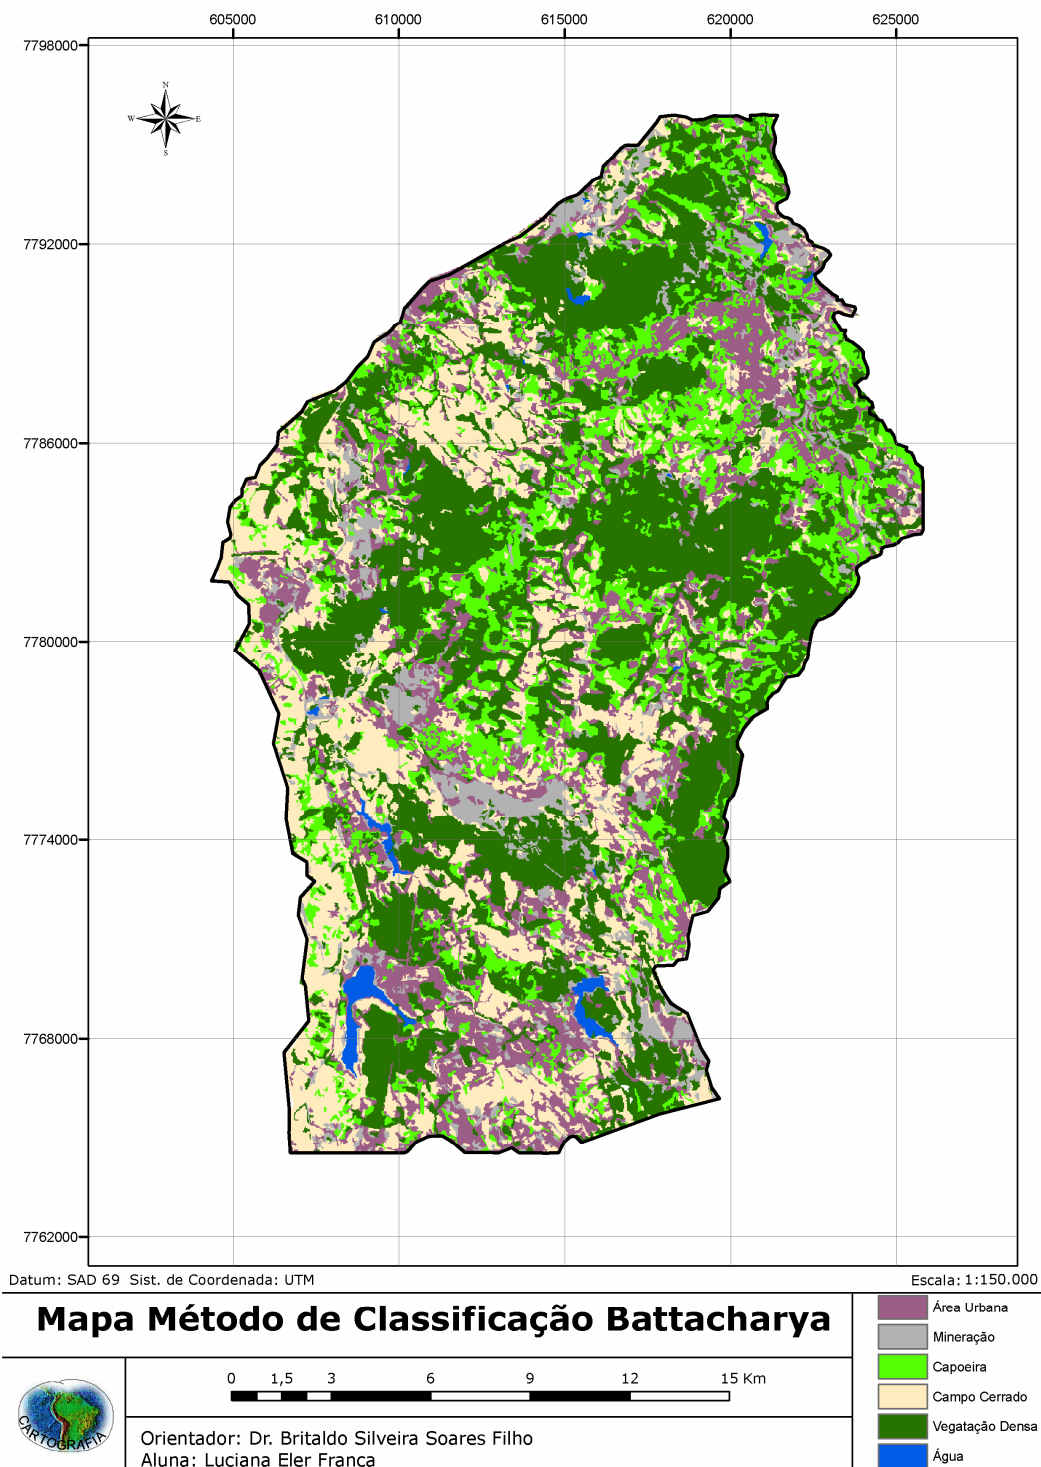 605000 610000 615000 620000 625000
7798000
N
W E
S
7792000
7786000
7780000
7774000
7768000
7762000
Datum: SAD 69 Sist. de Coordenada: UTM
Escala: 1:150.000
Mapa Método de Classificação Battacharya
Área Urbana
Mineração
Capoeira
Campo Cerrado
Vegatação Densa
Água
0 1,5 3 6 9 12 15 Km
CARTOGRAFIA
Orientador: Dr. Britaldo Silveira Soares Filho
Aluna: Luciana Eler Franca